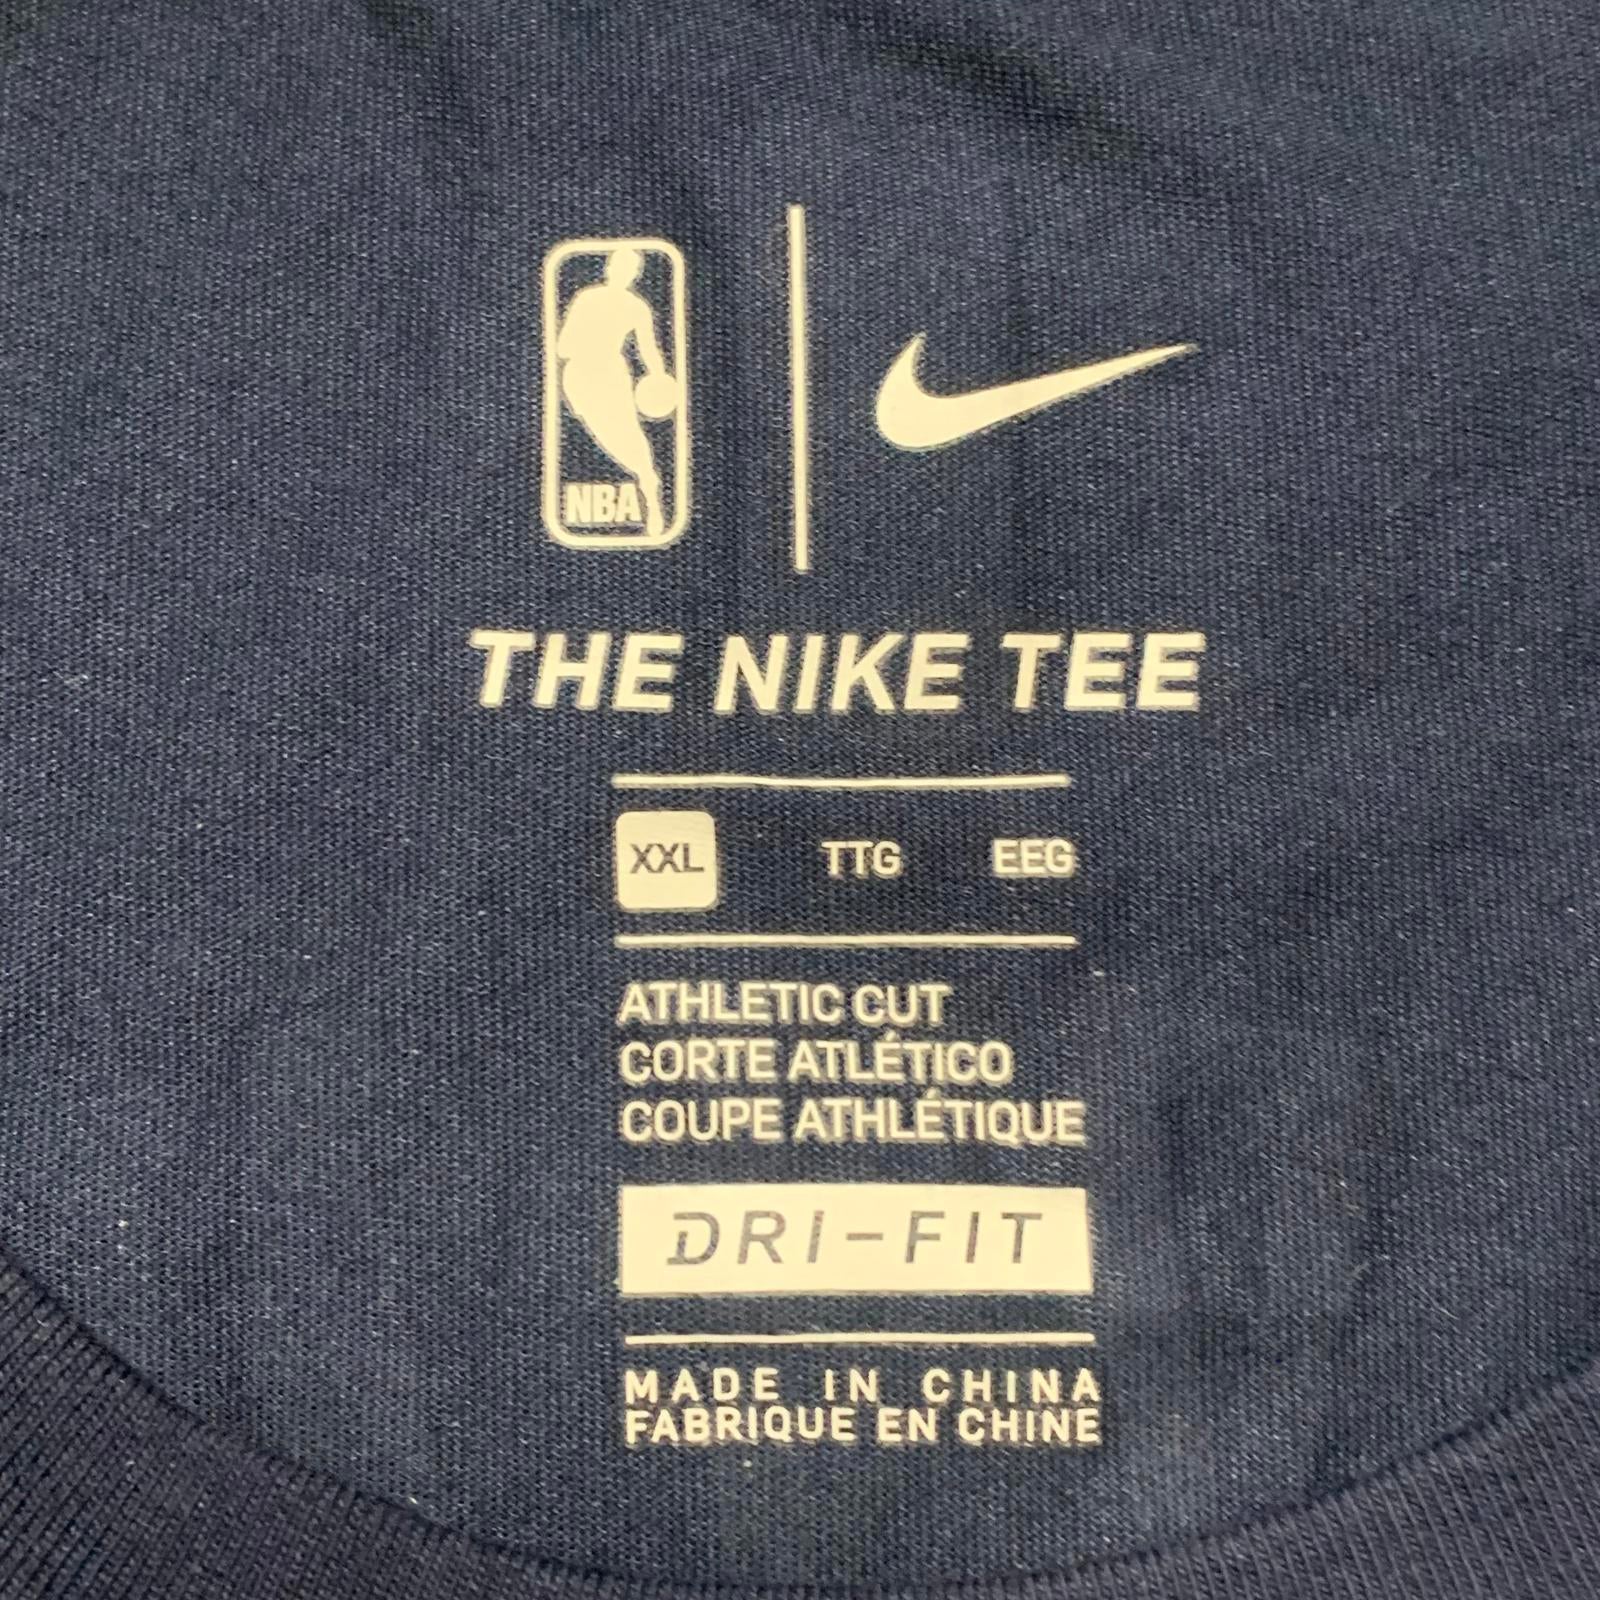 NBA
THE NIKE TEE
XXL TTG EEG
ATHLETIC CUT
CORTE ATLÉTICO
COUPE ATHLÉTIQUE
DRI-FIT
MADE IN CHINA
FABRIQUE EN CHINE